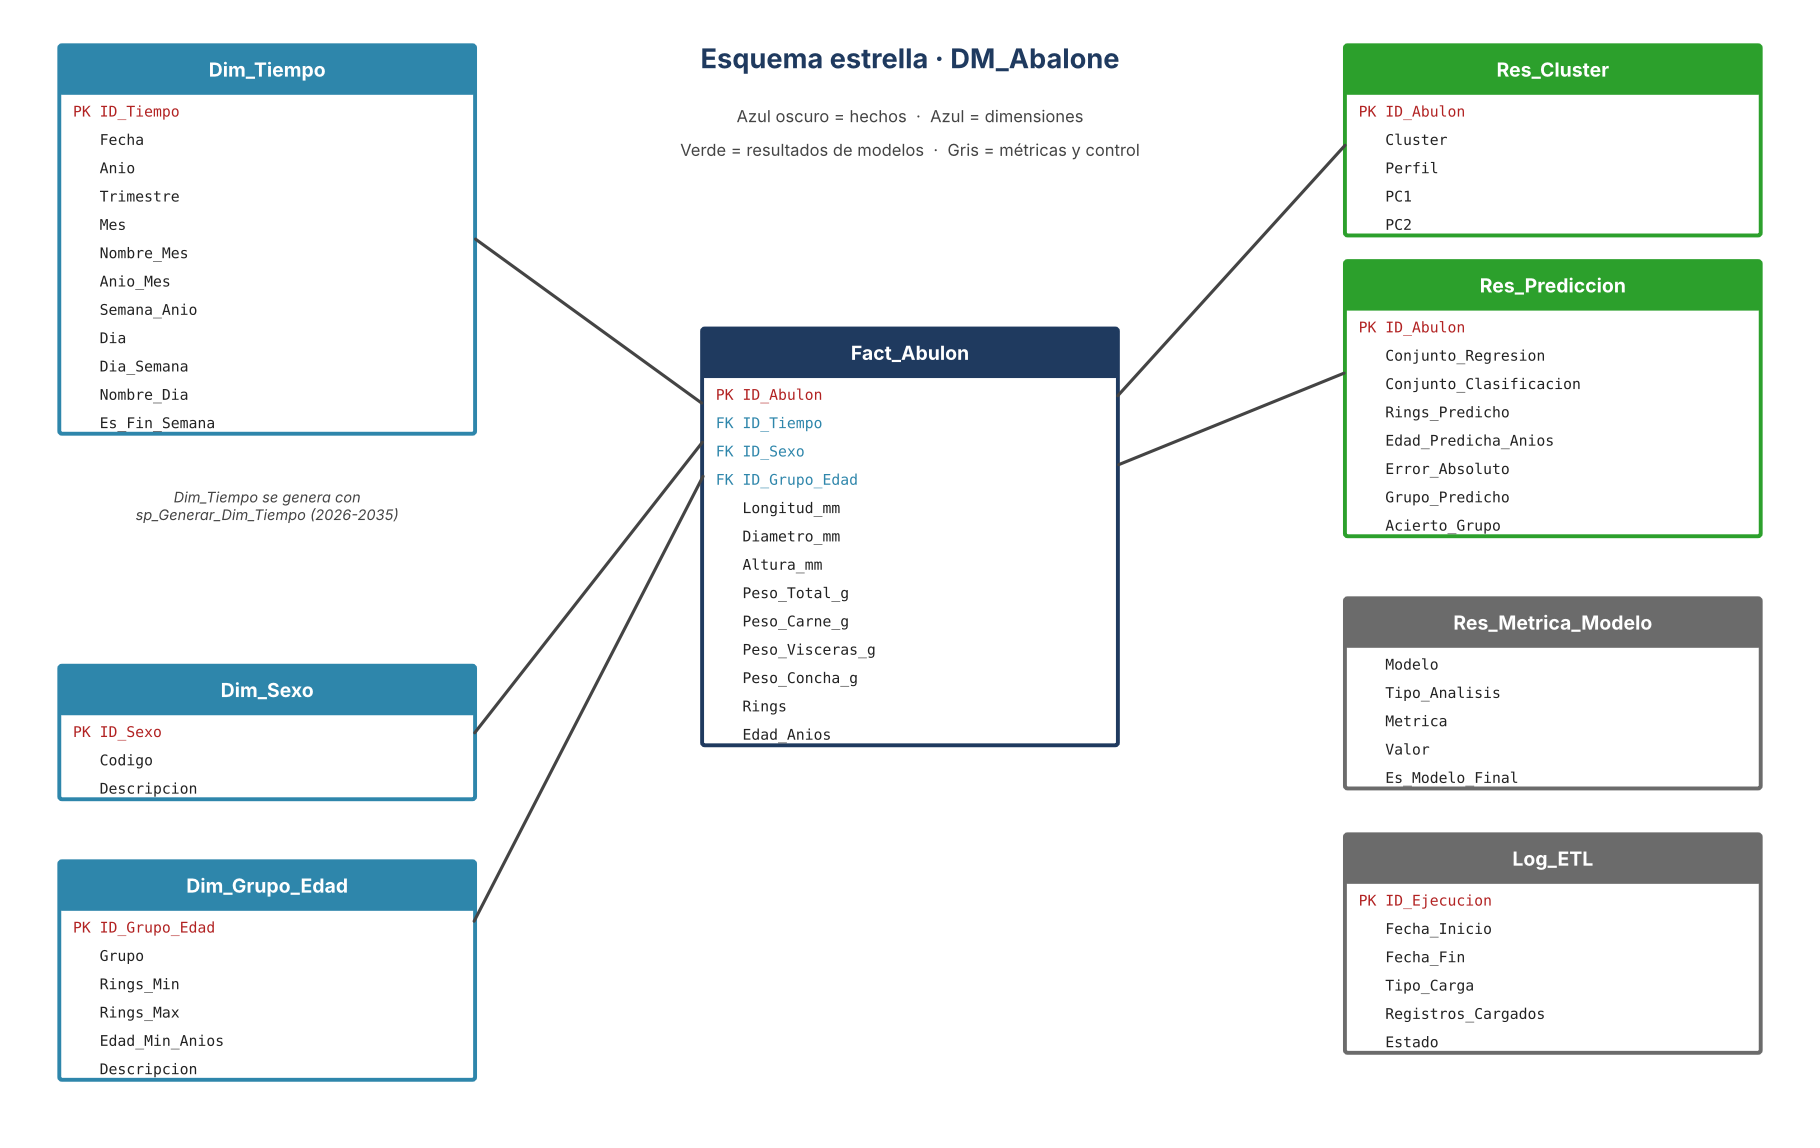 Esquema estrella · DM_Abalone
Azul oscuro = hechos · Azul = dimensiones
Verde = resultados de modelos · Gris = métricas y control
Dim_Tiempo
PK ID_Tiempo
Fecha
Anio
Trimestre
Mes
Nombre_Mes
Anio_Mes
Semana_Anio
Dia
Dia_Semana
Nombre_Dia
Es_Fin_Semana
Dim_Tiempo se genera con
sp_Generar_Dim_Tiempo (2026-2035)
Dim_Sexo
PK ID_Sexo
Codigo
Descripcion
Dim_Grupo_Edad
PK ID_Grupo_Edad
Grupo
Rings_Min
Rings_Max
Edad_Min_Anios
Descripcion
Fact_Abulon
PK ID_Abulon
FK ID_Tiempo
FK ID_Sexo
FK ID_Grupo_Edad
Longitud_mm
Diametro_mm
Altura_mm
Peso_Total_g
Peso_Carne_g
Peso_Visceras_g
Peso_Concha_g
Rings
Edad_Anios
Res_Cluster
PK ID_Abulon
Cluster
Perfil
PC1
PC2
Res_Prediccion
PK ID_Abulon
Conjunto_Regresion
Conjunto_Clasificacion
Rings_Predicho
Edad_Predicha_Anios
Error_Absoluto
Grupo_Predicho
Acierto_Grupo
Res_Metrica_Modelo
Modelo
Tipo_Analisis
Metrica
Valor
Es_Modelo_Final
Log_ETL
PK ID_Ejecucion
Fecha_Inicio
Fecha_Fin
Tipo_Carga
Registros_Cargados
Estado